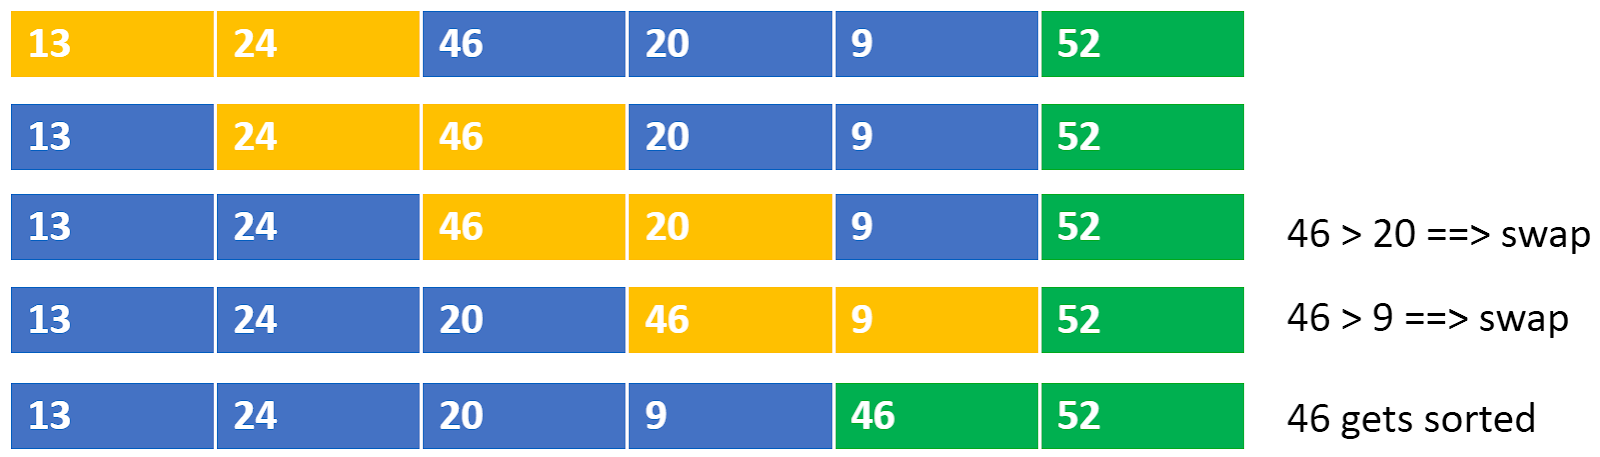 13 24 46 20 9 52
13 24 46 20 9 52
13 24 46 20 9 52 46 > 20 ==> swap
13 24 20 46 9 52 46 > 9 ==> swap
13 24 20 9 46 52 46 gets sorted